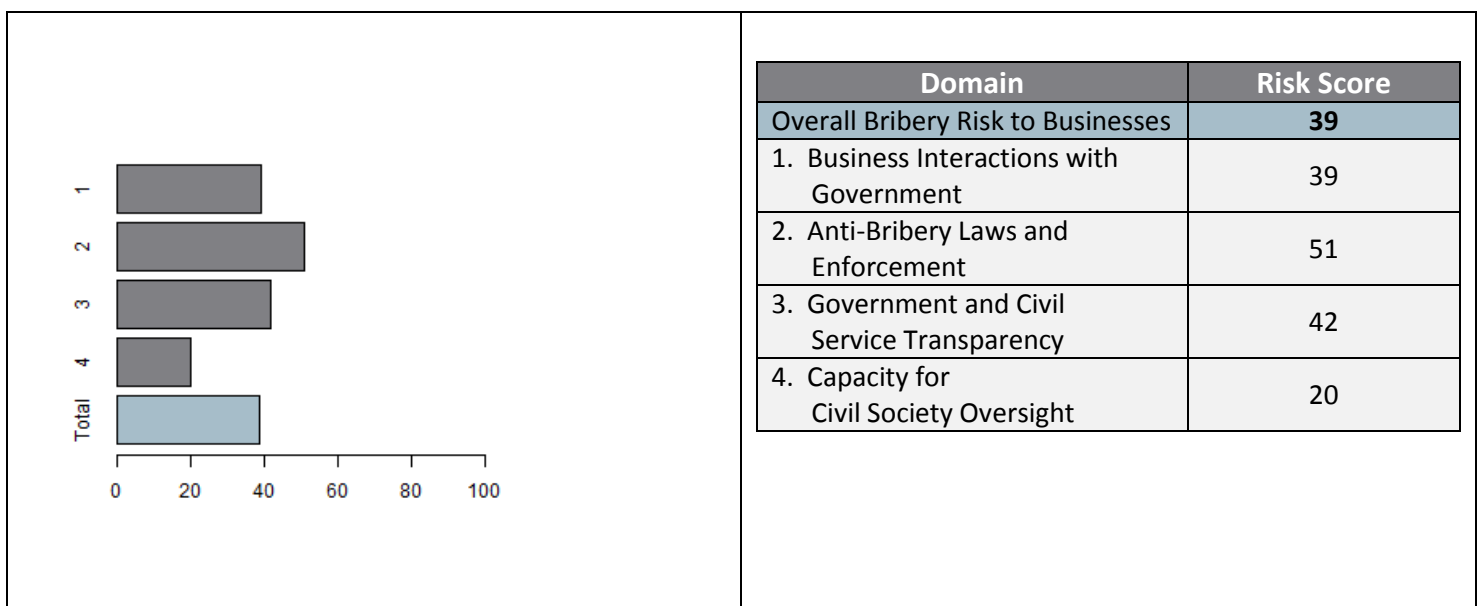 1
2
3
4
Total
0 20 40 60 80 100
Domain Risk Score
Overall Bribery Risk to Businesses 39
1. Business Interactions with
Government
39
2. Anti-Bribery Laws and
Enforcement
51
3. Government and Civil
Service Transparency
42
4. Capacity for
Civil Society Oversight
20